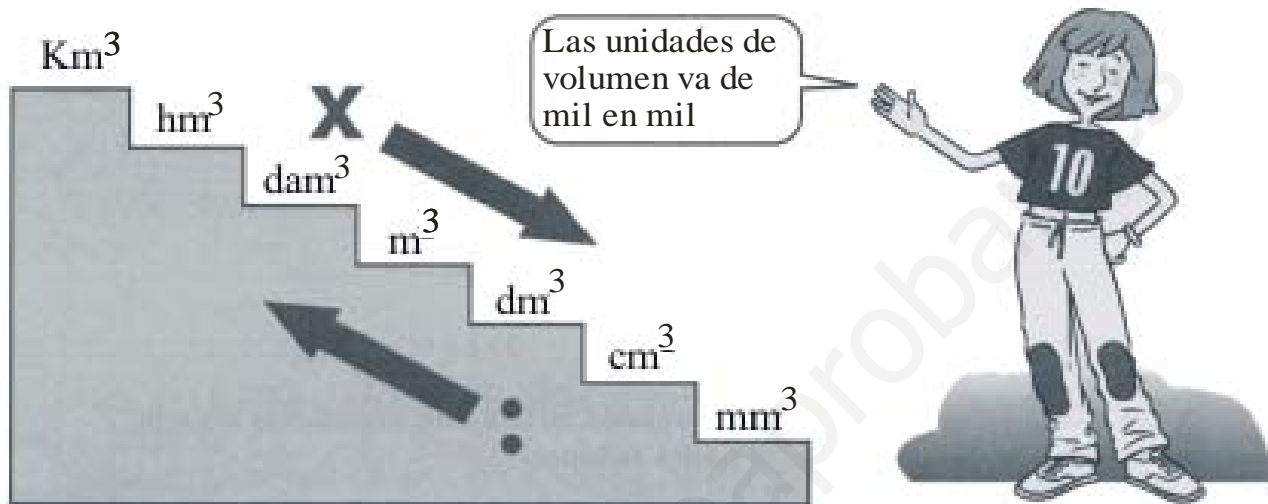 Km³
hm³
dam³
m³
dm³
cm³
mm³
X
:
Las unidades de
volumen va de
mil en mil
10